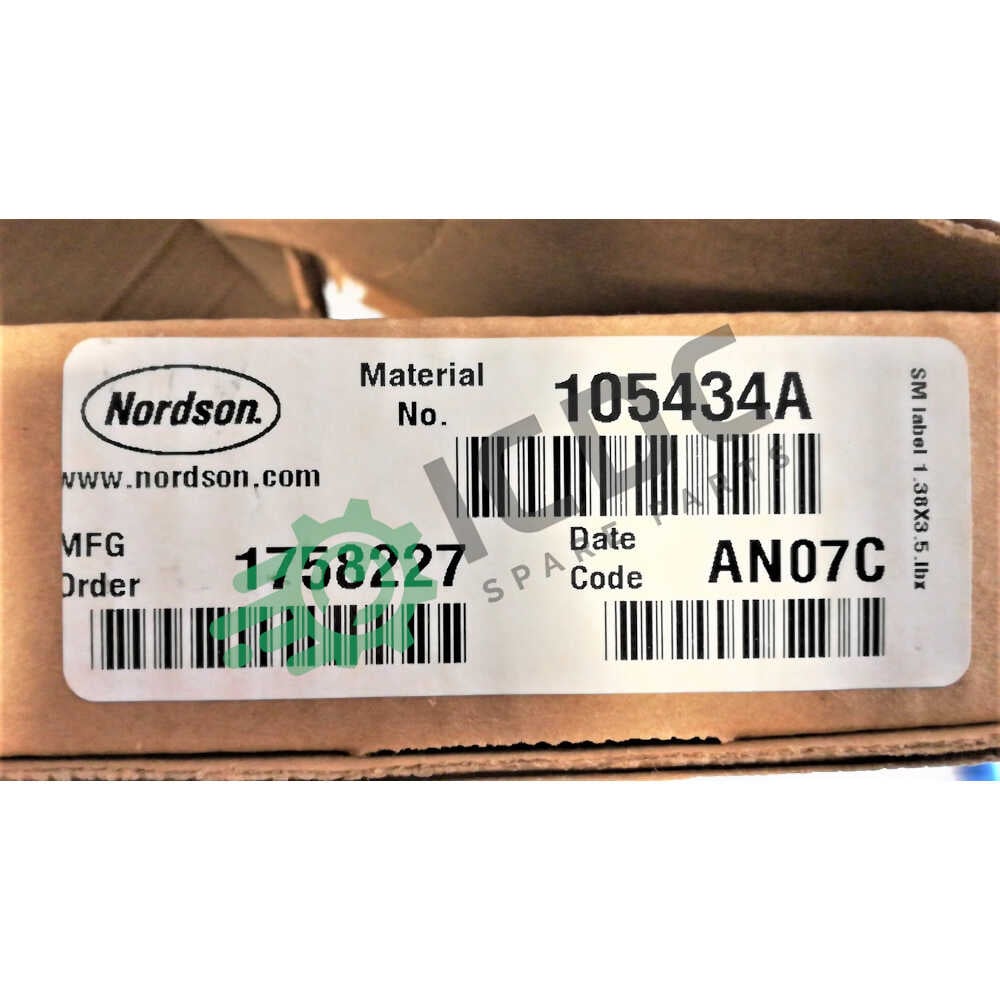 Nordson.
www.nordson.com
Material No.
105434A
MFG Order
1758227
Date Code
AN07C
SM label 1.38X3.5.lbx
ICDC
SPARE PARTS